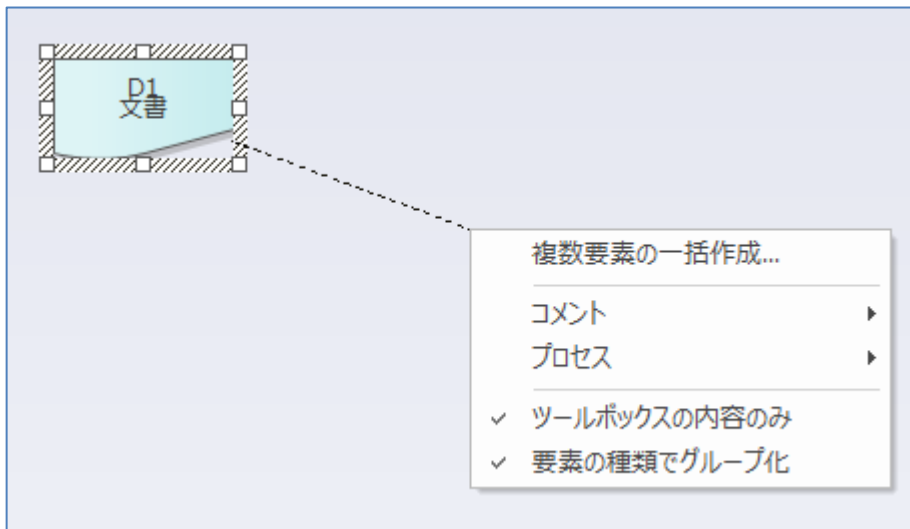 D1
文書
複数要素の一括作成...
コメント
プロセス
ツールボックスの内容のみ
要素の種類でグループ化